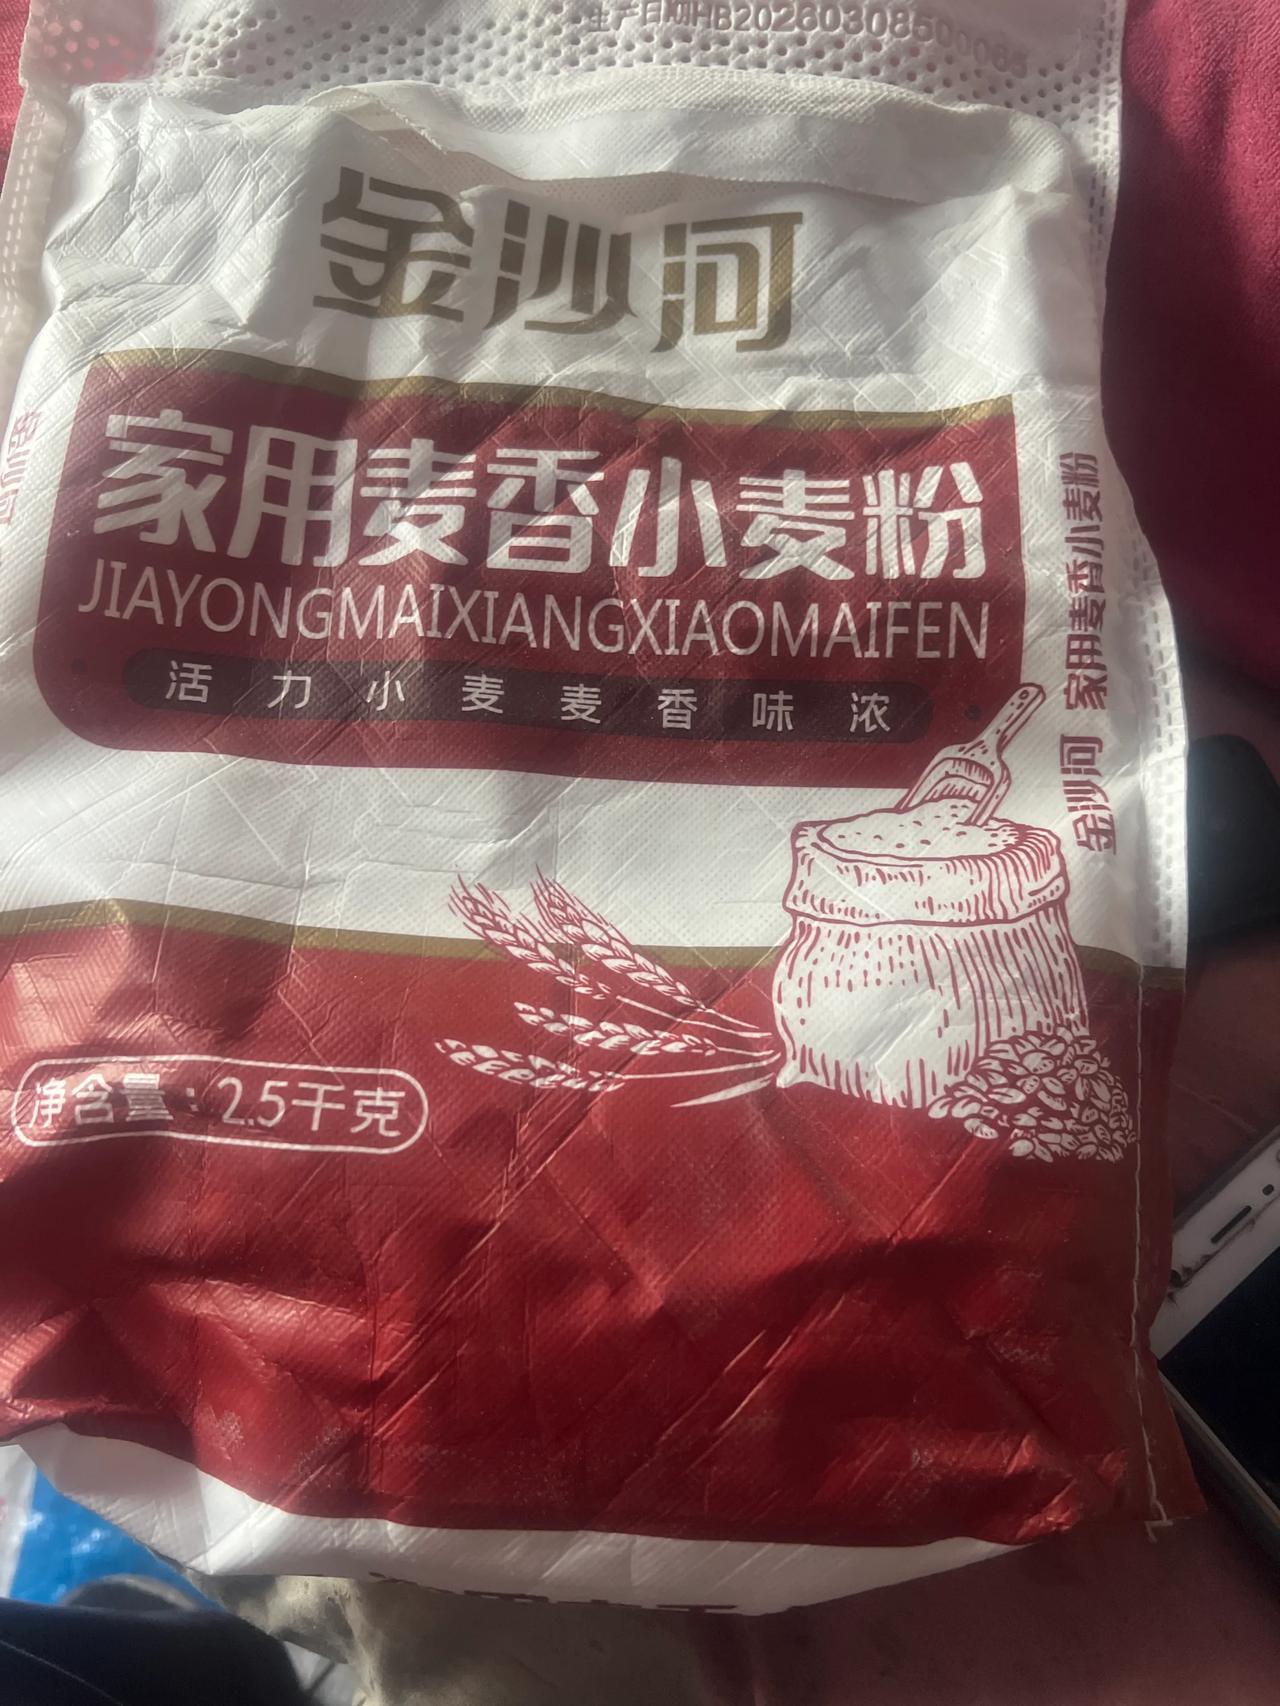 生产日期HB20260308500065
金沙河
家用麦香小麦粉
JIAYONGMAIXIANGXIAOMAIFEN
活力小麦麦香味浓
净含量：2.5千克
金沙河 家用麦香小麦粉